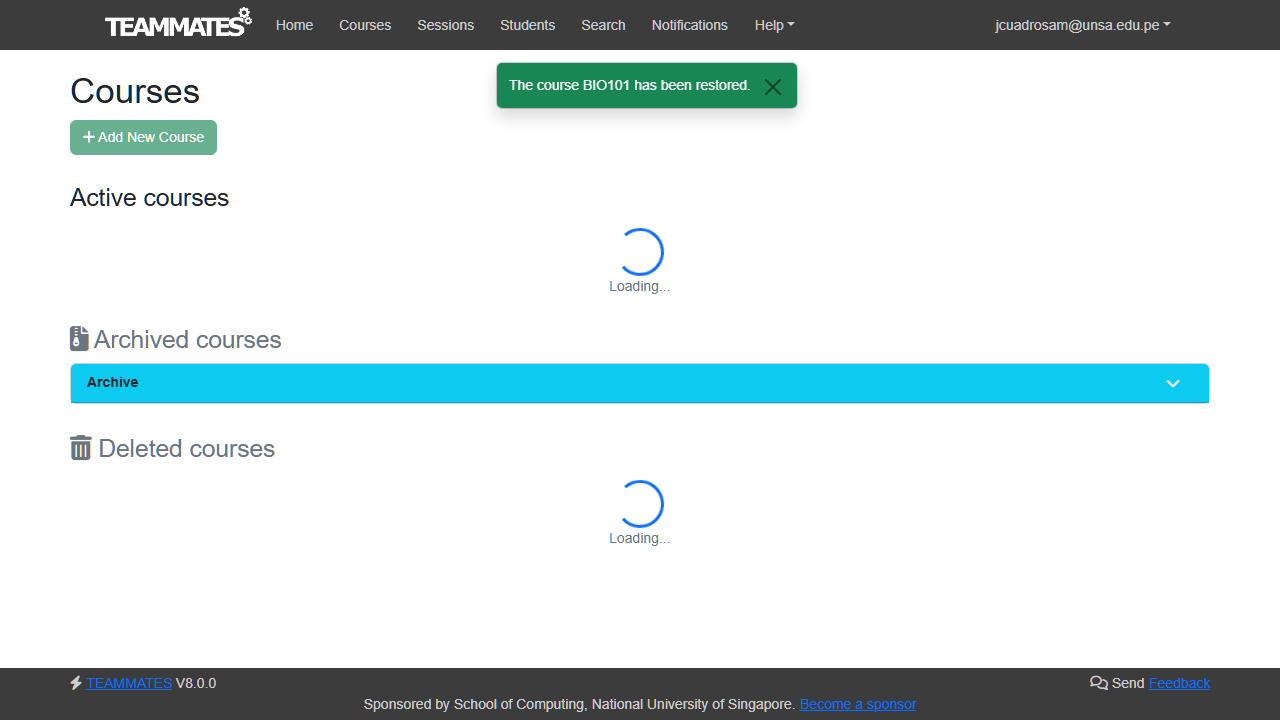 TEAMMATES Home Courses Sessions Students Search Notifications Help jcuadrosam@unsa.edu.pe
The course BIO101 has been restored.
Courses
Add New Course
Active courses
Loading...
Archived courses
Archive
Deleted courses
Loading...
TEAMMATES V8.0.0 Send Feedback
Sponsored by School of Computing, National University of Singapore. Become a sponsor